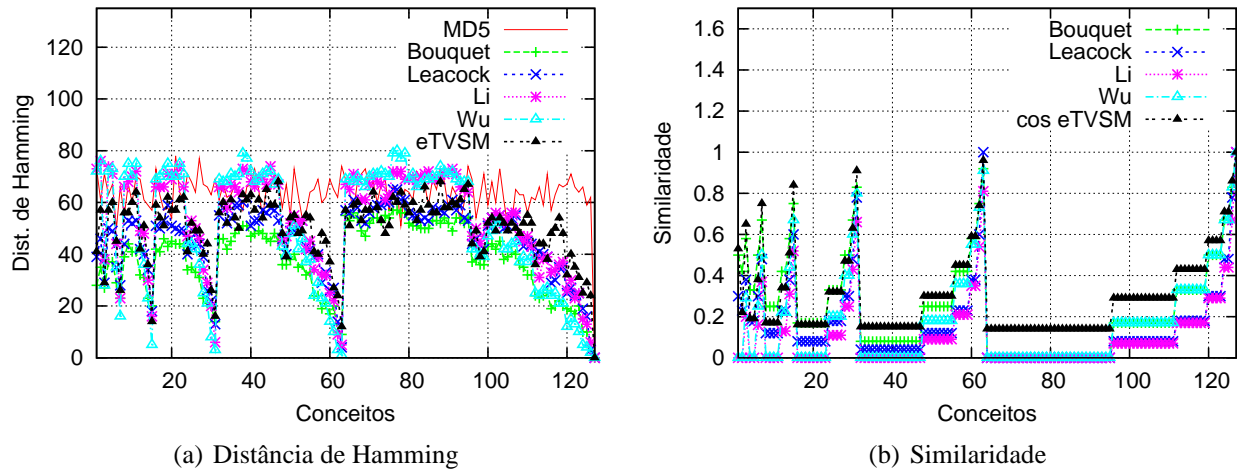 MD5
Bouquet
Leacock
Li
Wu
eTVSM
Dist. de Hamming
120
100
80
60
40
20
0
20 40 60 80 100 120
Conceitos
(a) Distância de Hamming
Bouquet
Leacock
Li
Wu
cos eTVSM
Similaridade
1.6
1.4
1.2
1
0.8
0.6
0.4
0.2
0
20 40 60 80 100 120
Conceitos
(b) Similaridade